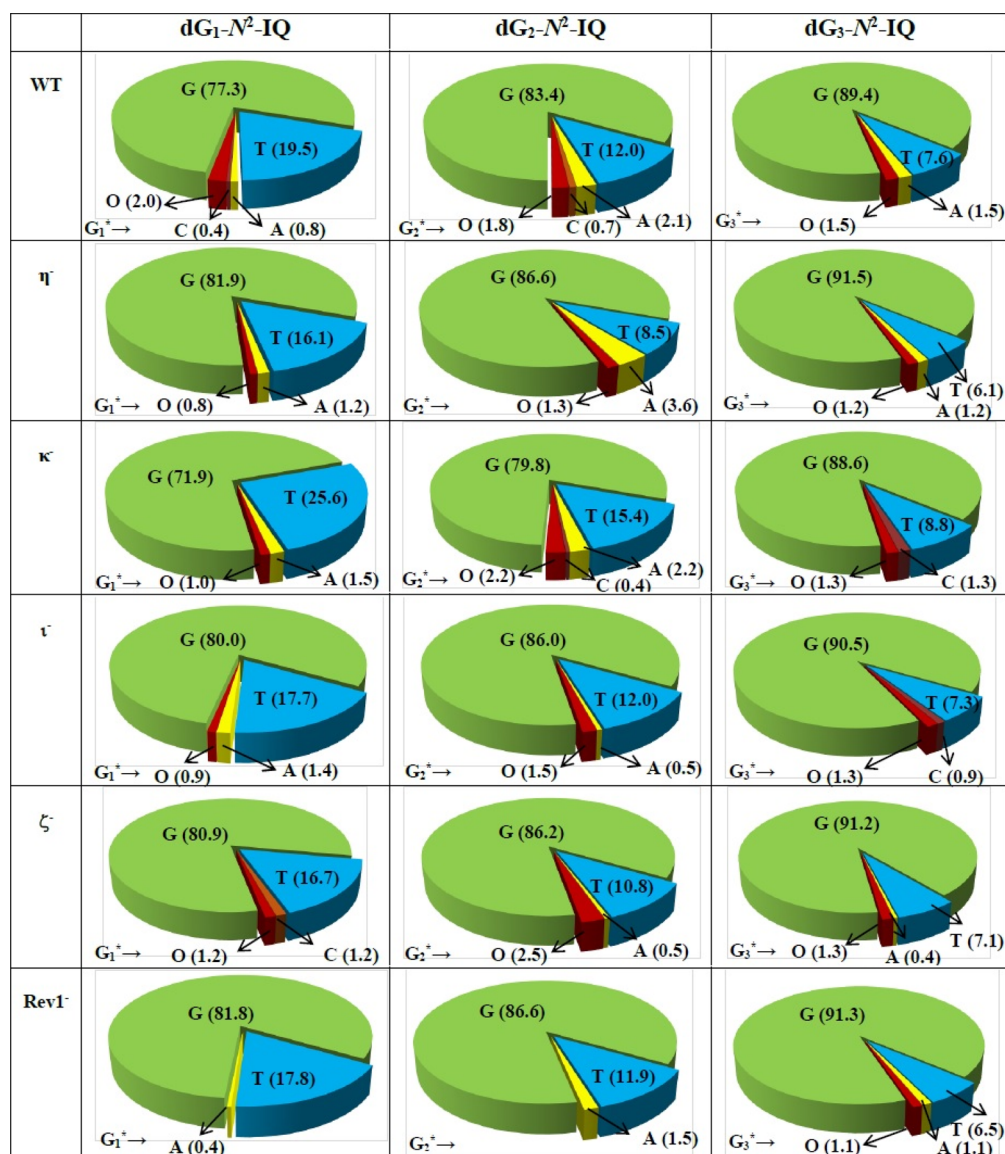 dG₁-N²-IQ dG₂-N²-IQ dG₃-N²-IQ
WT
G (77.3)
T (19.5)
O (2.0)
C (0.4)
A (0.8)
G₁*→
G (83.4)
T (12.0)
O (1.8)
C (0.7)
A (2.1)
G₂*→
G (89.4)
T (7.6)
O (1.5)
A (1.5)
G₃*→
η⁻
G (81.9)
T (16.1)
O (0.8)
A (1.2)
G₁*→
G (86.6)
T (8.5)
O (1.3)
A (3.6)
G₂*→
G (91.5)
T (6.1)
O (1.2)
A (1.2)
G₃*→
κ⁻
G (71.9)
T (25.6)
O (1.0)
A (1.5)
G₁*→
G (79.8)
T (15.4)
O (2.2)
C (0.4)
A (2.2)
G₂*→
G (88.6)
T (8.8)
O (1.3)
C (1.3)
G₃*→
ι⁻
G (80.0)
T (17.7)
O (0.9)
A (1.4)
G₁*→
G (86.0)
T (12.0)
O (1.5)
A (0.5)
G₂*→
G (90.5)
T (7.3)
O (1.3)
C (0.9)
G₃*→
ζ⁻
G (80.9)
T (16.7)
O (1.2)
C (1.2)
G₁*→
G (86.2)
T (10.8)
O (2.5)
A (0.5)
G₂*→
G (91.2)
T (7.1)
O (1.3)
A (0.4)
G₃*→
Rev1⁻
G (81.8)
T (17.8)
A (0.4)
G₁*→
G (86.6)
T (11.9)
A (1.5)
G₂*→
G (91.3)
T (6.5)
O (1.1)
A (1.1)
G₃*→